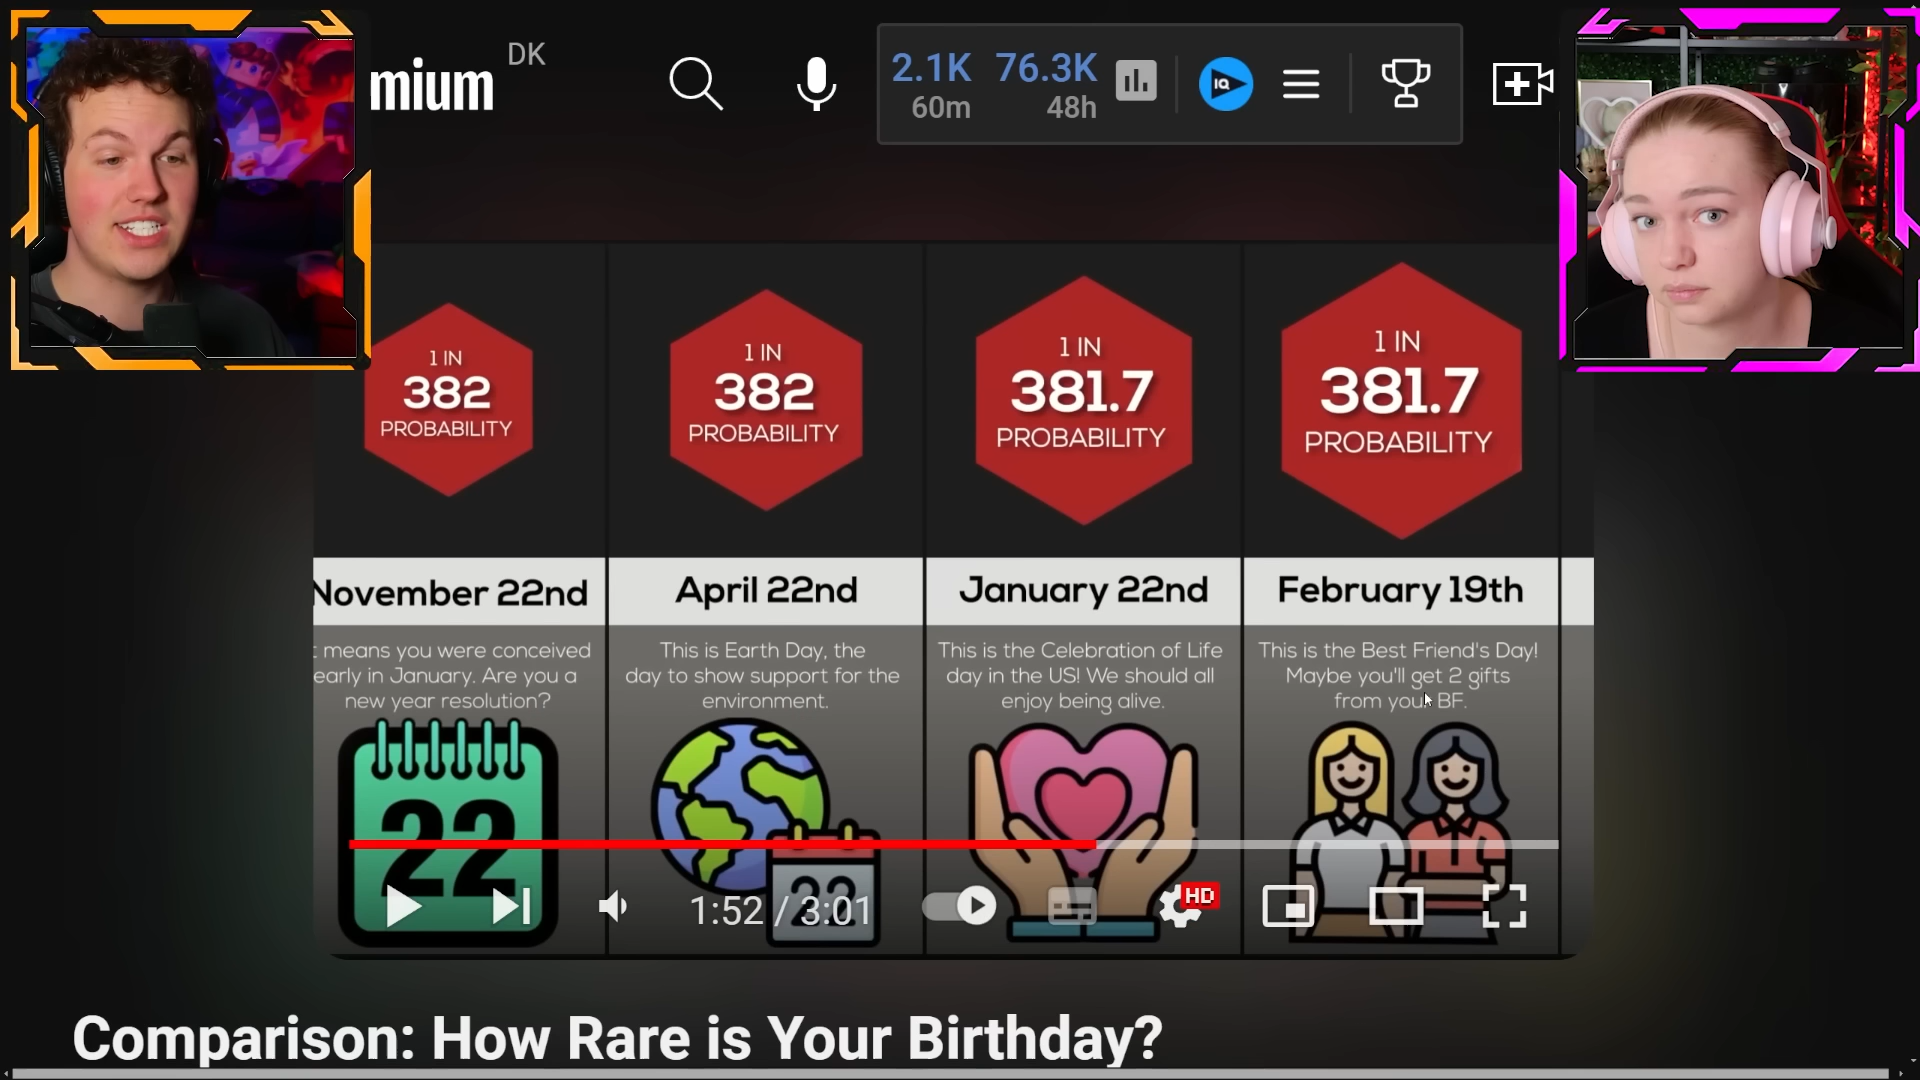 mium DK
2.1K 76.3K
60m 48h
IQ
1 IN
382
PROBABILITY
1 IN
382
PROBABILITY
1 IN
381.7
PROBABILITY
1 IN
381.7
PROBABILITY
November 22nd
April 22nd
January 22nd
February 19th
t means you were conceived
early in January. Are you a
new year resolution?
This is Earth Day, the
day to show support for the
environment.
This is the Celebration of Life
day in the US! We should all
enjoy being alive.
This is the Best Friend's Day!
Maybe you'll get 2 gifts
from your BF.
22
22
1:52 / 3:01
HD
Comparison: How Rare is Your Birthday?